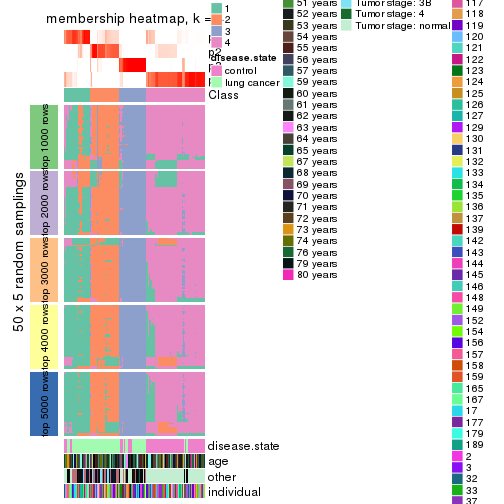 membership heatmap, k =
1
2
3
4
disease.state
control
lung cancer
p2
Class
50 x 5 random samplings
top 1000 rows
top 2000 rows
top 3000 rows
top 4000 rows
top 5000 rows
disease.state
age
other
individual
51 years
52 years
53 years
54 years
55 years
56 years
57 years
59 years
60 years
61 years
62 years
63 years
64 years
65 years
67 years
68 years
69 years
70 years
71 years
72 years
73 years
74 years
76 years
79 years
80 years
Tumor stage: 3B
Tumor stage: 4
Tumor stage: normal
117
118
119
120
121
122
123
124
125
126
127
129
130
131
132
133
134
135
136
137
139
142
143
144
145
146
148
149
152
154
156
157
158
159
165
167
17
177
179
189
2
3
32
33
37